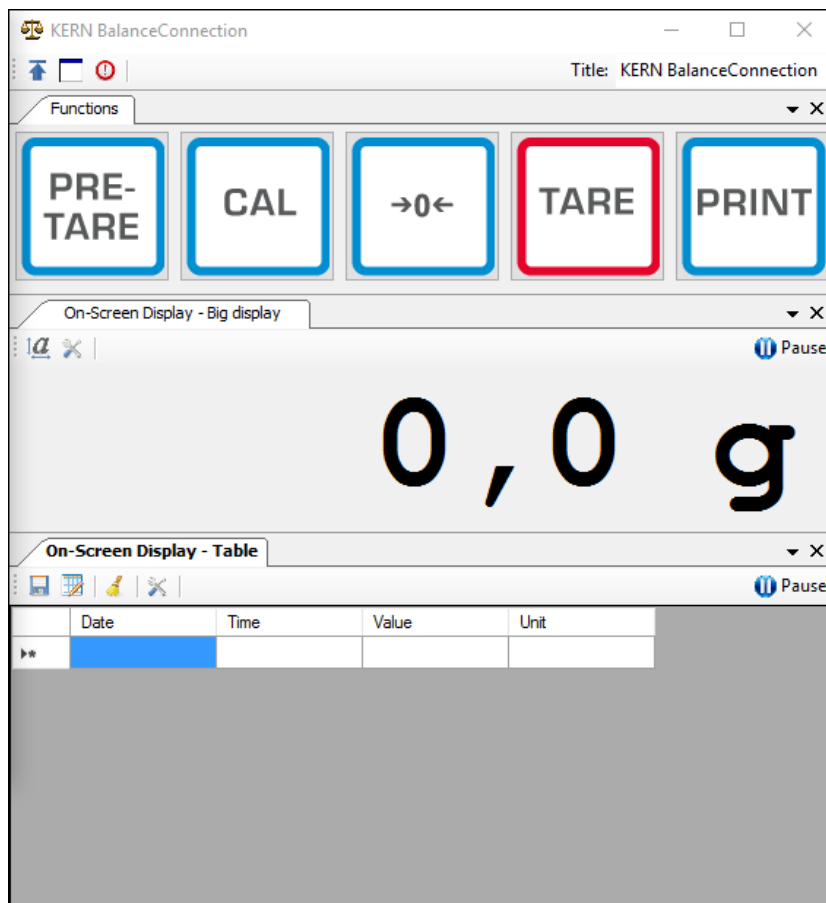 KERN BalanceConnection
Title: KERN BalanceConnection
Functions
PRE-
TARE
CAL
→0←
TARE
PRINT
On-Screen Display - Big display
a
Pause
0,0 g
On-Screen Display - Table
Pause
Date Time Value Unit